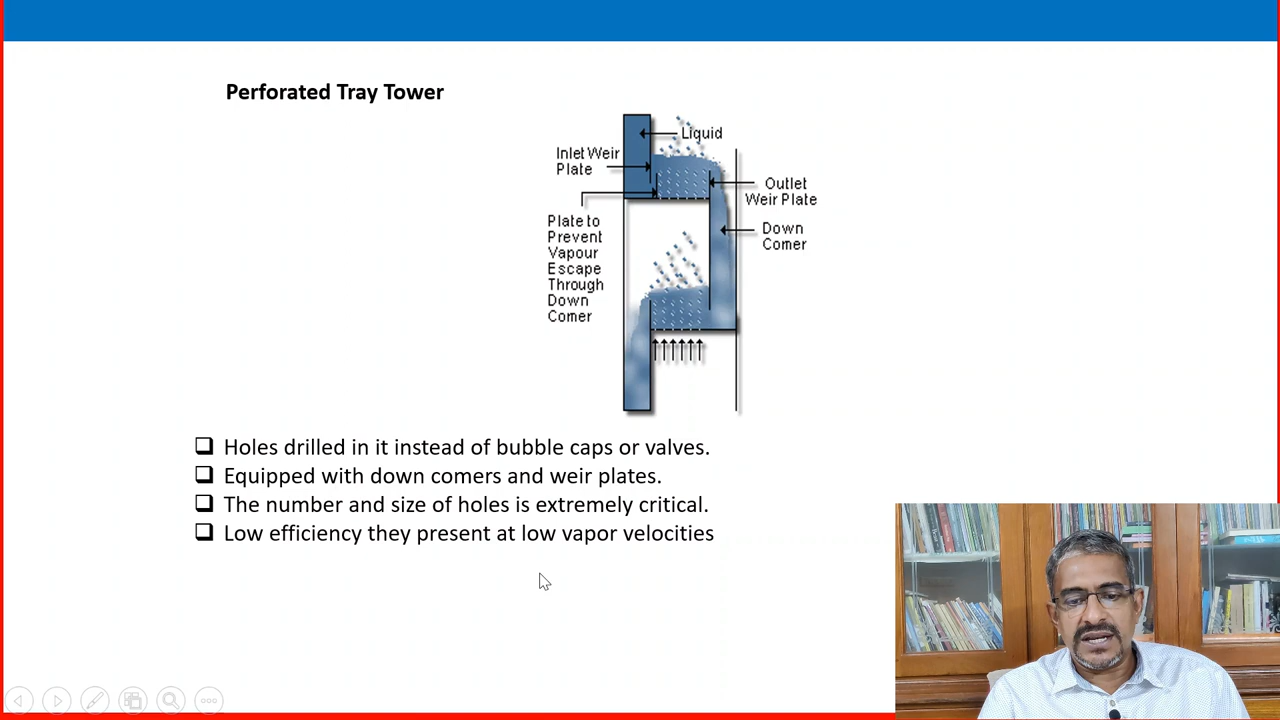 Perforated Tray Tower
Liquid
Inlet Weir
Plate
Outlet
Weir Plate
Plate to
Prevent
Vapour
Escape
Through
Down
Comer
Down
Comer
Holes drilled in it instead of bubble caps or valves.
Equipped with down comers and weir plates.
The number and size of holes is extremely critical.
Low efficiency they present at low vapor velocities